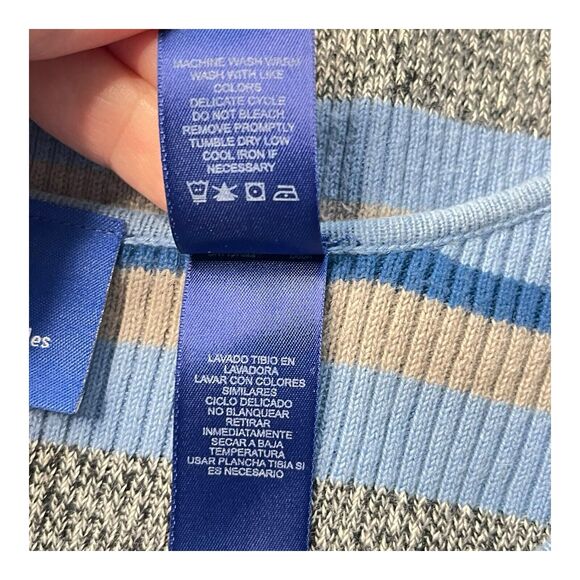 MACHINE WASH WARM
WASH WITH LIKE
COLORS
DELICATE CYCLE
DO NOT BLEACH
REMOVE PROMPTLY
TUMBLE DRY LOW
COOL IRON IF
NECESSARY
les
LAVADO TIBIO EN
LAVADORA
LAVAR CON COLORES
SIMILARES
CICLO DELICADO
NO BLANQUEAR
RETIRAR
INMEDIATAMENTE
SECAR A BAJA
TEMPERATURA
USAR PLANCHA TIBIA SI
ES NECESARIO